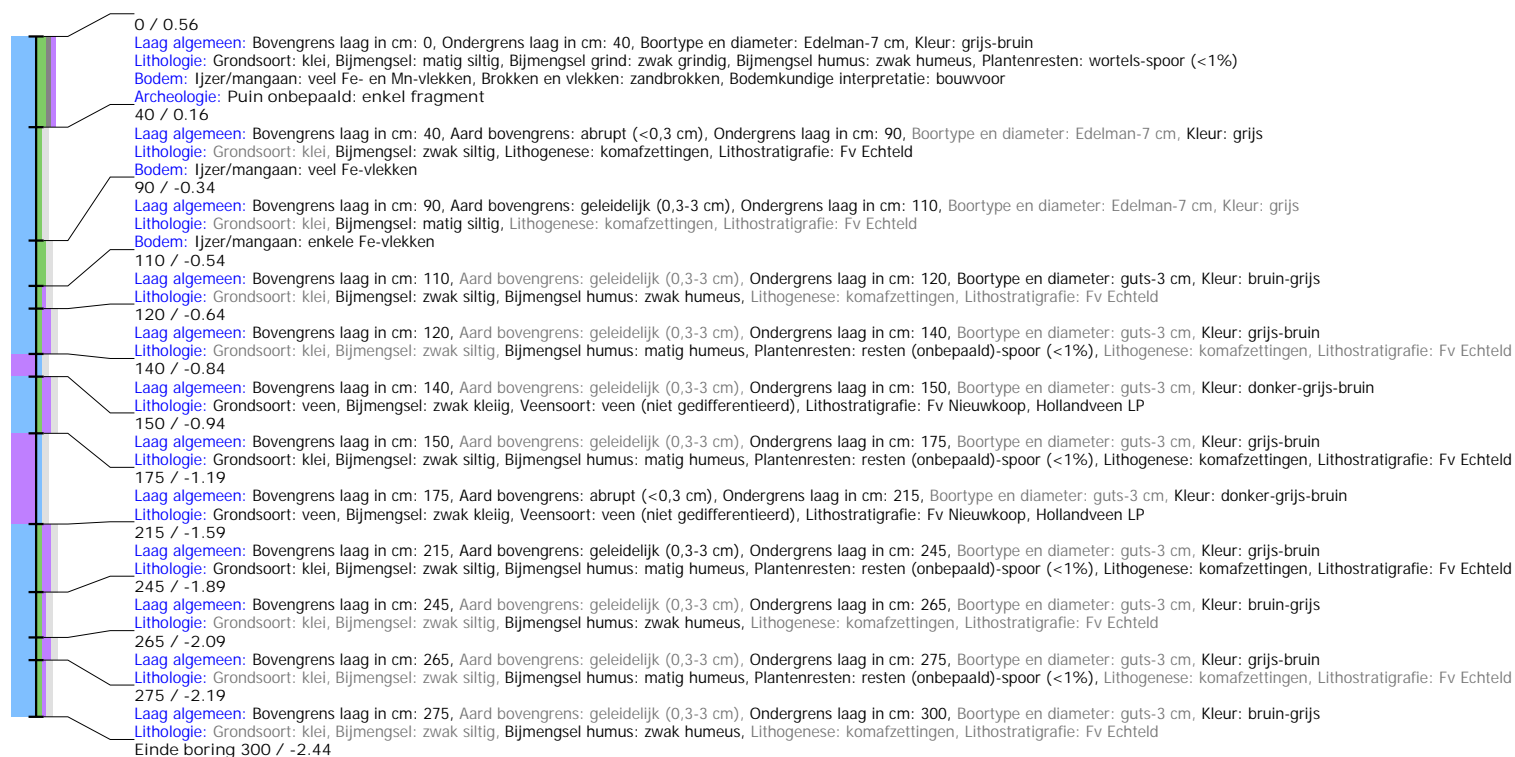 0 / 0.56
Laag algemeen: Bovengrens laag in cm: 0, Ondergrens laag in cm: 40, Boortype en diameter: Edelman-7 cm, Kleur: grijs-bruin
Lithologie: Grondsoort: klei, Bijmengsel: matig siltig, Bijmengsel grind: zwak grindig, Bijmengsel humus: zwak humeus, Plantenresten: wortels-spoor (<1%)
Bodem: Ijzer/mangaan: veel Fe- en Mn-vlekken, Brokken en vlekken: zandbrokken, Bodemkundige interpretatie: bouwvoor
Archeologie: Puin onbepaald: enkel fragment
40 / 0.16
Laag algemeen: Bovengrens laag in cm: 40, Aard bovengrens: abrupt (<0,3 cm), Ondergrens laag in cm: 90, Boortype en diameter: Edelman-7 cm, Kleur: grijs
Lithologie: Grondsoort: klei, Bijmengsel: zwak siltig, Lithogenese: komafzettingen, Lithostratigrafie: Fv Echteld
Bodem: Ijzer/mangaan: veel Fe-vlekken
90 / -0.34
Laag algemeen: Bovengrens laag in cm: 90, Aard bovengrens: geleidelijk (0,3-3 cm), Ondergrens laag in cm: 110, Boortype en diameter: Edelman-7 cm, Kleur: grijs
Lithologie: Grondsoort: klei, Bijmengsel: matig siltig, Lithogenese: komafzettingen, Lithostratigrafie: Fv Echteld
Bodem: Ijzer/mangaan: enkele Fe-vlekken
110 / -0.54
Laag algemeen: Bovengrens laag in cm: 110, Aard bovengrens: geleidelijk (0,3-3 cm), Ondergrens laag in cm: 120, Boortype en diameter: guts-3 cm, Kleur: bruin-grijs
Lithologie: Grondsoort: klei, Bijmengsel: zwak siltig, Bijmengsel humus: zwak humeus, Lithogenese: komafzettingen, Lithostratigrafie: Fv Echteld
120 / -0.64
Laag algemeen: Bovengrens laag in cm: 120, Aard bovengrens: geleidelijk (0,3-3 cm), Ondergrens laag in cm: 140, Boortype en diameter: guts-3 cm, Kleur: grijs-bruin
Lithologie: Grondsoort: klei, Bijmengsel: zwak siltig, Bijmengsel humus: matig humeus, Plantenresten: resten (onbepaald)-spoor (<1%), Lithogenese: komafzettingen, Lithostratigrafie: Fv Echteld
140 / -0.84
Laag algemeen: Bovengrens laag in cm: 140, Aard bovengrens: geleidelijk (0,3-3 cm), Ondergrens laag in cm: 150, Boortype en diameter: guts-3 cm, Kleur: donker-grijs-bruin
Lithologie: Grondsoort: veen, Bijmengsel: zwak kleiig, Veensoort: veen (niet gedifferentieerd), Lithostratigrafie: Fv Nieuwkoop, Hollandveen LP
150 / -0.94
Laag algemeen: Bovengrens laag in cm: 150, Aard bovengrens: geleidelijk (0,3-3 cm), Ondergrens laag in cm: 175, Boortype en diameter: guts-3 cm, Kleur: grijs-bruin
Lithologie: Grondsoort: klei, Bijmengsel: zwak siltig, Bijmengsel humus: matig humeus, Plantenresten: resten (onbepaald)-spoor (<1%), Lithogenese: komafzettingen, Lithostratigrafie: Fv Echteld
175 / -1.19
Laag algemeen: Bovengrens laag in cm: 175, Aard bovengrens: abrupt (<0,3 cm), Ondergrens laag in cm: 215, Boortype en diameter: guts-3 cm, Kleur: donker-grijs-bruin
Lithologie: Grondsoort: veen, Bijmengsel: zwak kleiig, Veensoort: veen (niet gedifferentieerd), Lithostratigrafie: Fv Nieuwkoop, Hollandveen LP
215 / -1.59
Laag algemeen: Bovengrens laag in cm: 215, Aard bovengrens: geleidelijk (0,3-3 cm), Ondergrens laag in cm: 245, Boortype en diameter: guts-3 cm, Kleur: grijs-bruin
Lithologie: Grondsoort: klei, Bijmengsel: zwak siltig, Bijmengsel humus: matig humeus, Plantenresten: resten (onbepaald)-spoor (<1%), Lithogenese: komafzettingen, Lithostratigrafie: Fv Echteld
245 / -1.89
Laag algemeen: Bovengrens laag in cm: 245, Aard bovengrens: geleidelijk (0,3-3 cm), Ondergrens laag in cm: 265, Boortype en diameter: guts-3 cm, Kleur: bruin-grijs
Lithologie: Grondsoort: klei, Bijmengsel: zwak siltig, Bijmengsel humus: zwak humeus, Lithogenese: komafzettingen, Lithostratigrafie: Fv Echteld
265 / -2.09
Laag algemeen: Bovengrens laag in cm: 265, Aard bovengrens: geleidelijk (0,3-3 cm), Ondergrens laag in cm: 275, Boortype en diameter: guts-3 cm, Kleur: grijs-bruin
Lithologie: Grondsoort: klei, Bijmengsel: zwak siltig, Bijmengsel humus: matig humeus, Plantenresten: resten (onbepaald)-spoor (<1%), Lithogenese: komafzettingen, Lithostratigrafie: Fv Echteld
275 / -2.19
Laag algemeen: Bovengrens laag in cm: 275, Aard bovengrens: geleidelijk (0,3-3 cm), Ondergrens laag in cm: 300, Boortype en diameter: guts-3 cm, Kleur: bruin-grijs
Lithologie: Grondsoort: klei, Bijmengsel: zwak siltig, Bijmengsel humus: zwak humeus, Lithogenese: komafzettingen, Lithostratigrafie: Fv Echteld
Einde boring 300 / -2.44